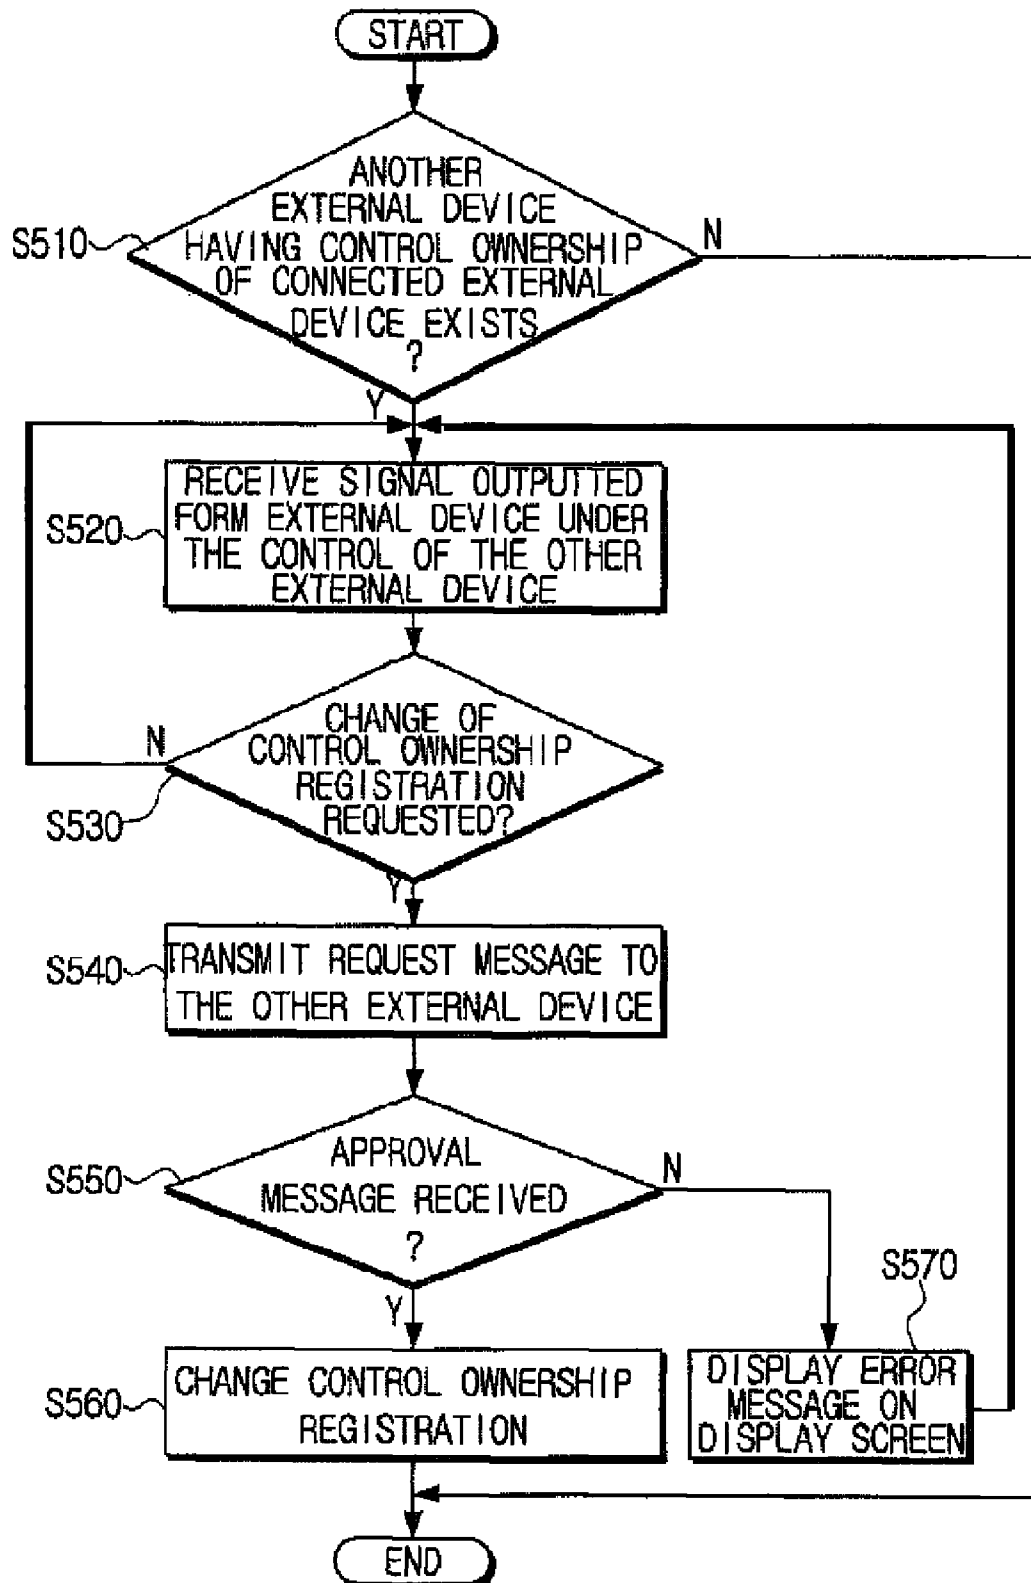 START
ANOTHER
EXTERNAL DEVICE
HAVING CONTROL OWNERSHIP
OF CONNECTED EXTERNAL
DEVICE EXISTS
?
S510
N
Y
RECEIVE SIGNAL OUTPUTTED
FORM EXTERNAL DEVICE UNDER
THE CONTROL OF THE OTHER
EXTERNAL DEVICE
S520
CHANGE OF
CONTROL OWNERSHIP
REGISTRATION
REQUESTED?
N
S530
Y
TRANSMIT REQUEST MESSAGE TO
THE OTHER EXTERNAL DEVICE
S540
APPROVAL
MESSAGE RECEIVED
?
S550
N
Y
S570
CHANGE CONTROL OWNERSHIP
REGISTRATION
S560
DISPLAY ERROR
MESSAGE ON
DISPLAY SCREEN
END